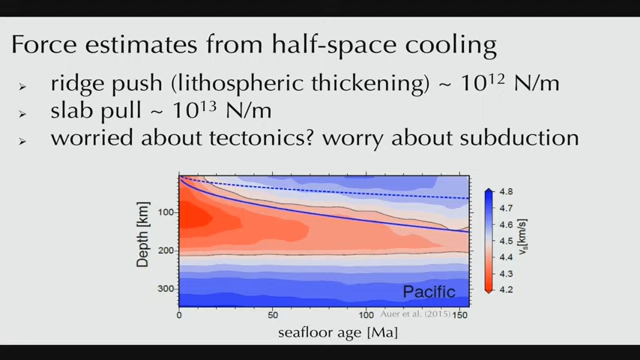 Force estimates from half-space cooling
➢ ridge push (lithospheric thickening) ~ 10¹² N/m
➢ slab pull ~ 10¹³ N/m
➢ worried about tectonics? worry about subduction
4.8
4.7
4.6
4.5
4.4
4.3
4.2
Depth [km]
100
200
300
Pacific
0
50
100
150
Auer et al. (2015)
seafloor age [Ma]